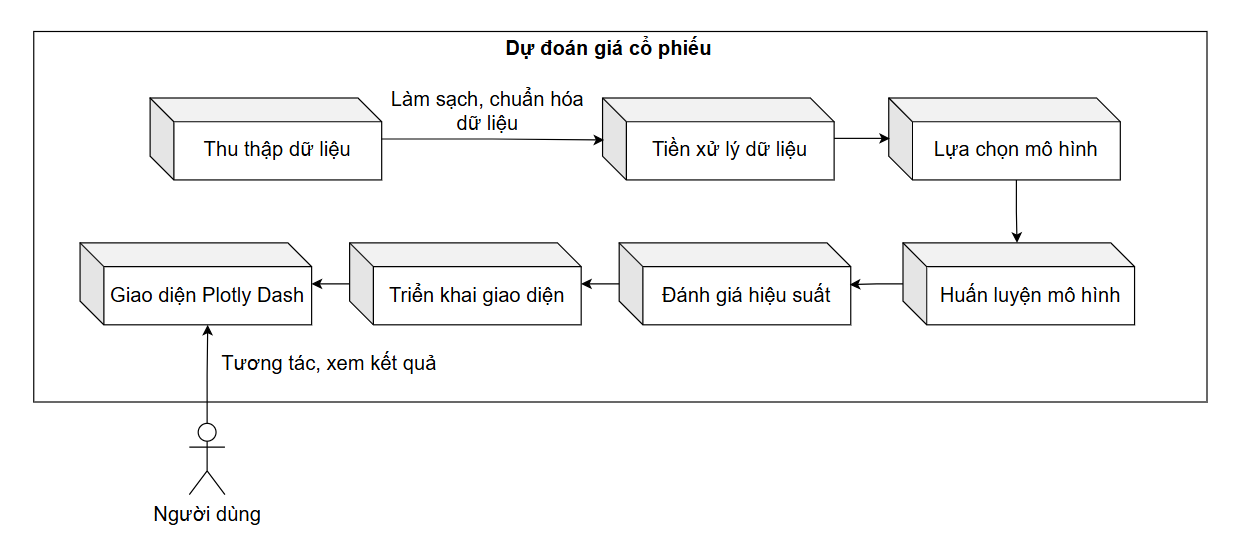 Dự đoán giá cổ phiếu
Làm sạch, chuẩn hóa
dữ liệu
Thu thập dữ liệu
Tiền xử lý dữ liệu
Lựa chọn mô hình
Giao diện Plotly Dash
Triển khai giao diện
Đánh giá hiệu suất
Huấn luyện mô hình
Tương tác, xem kết quả
Người dùng